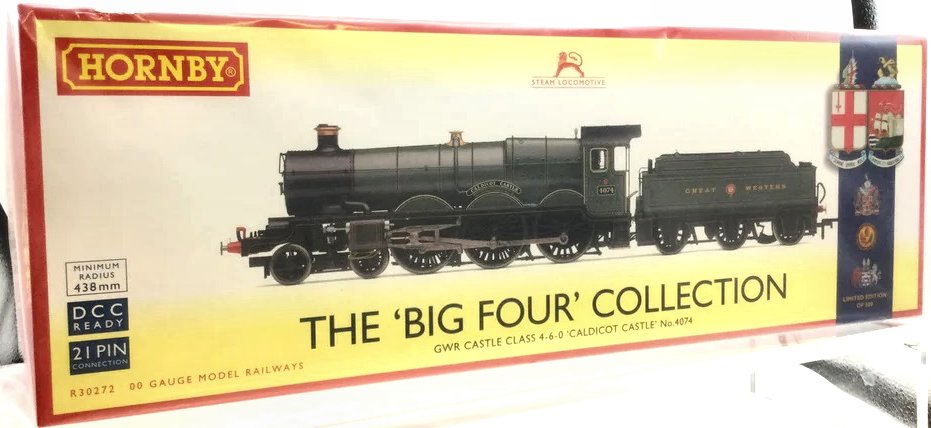 HORNBY®
STEAM LOCOMOTIVE
CALDICOT CASTLE
4074
GREAT WESTERN
MINIMUM
RADIUS
438mm
DCC
READY
21 PIN
CONNECTION
THE 'BIG FOUR' COLLECTION
GWR CASTLE CLASS 4-6-0 'CALDICOT CASTLE' No.4074
R30272 00 GAUGE MODEL RAILWAYS
LIMITED EDITION